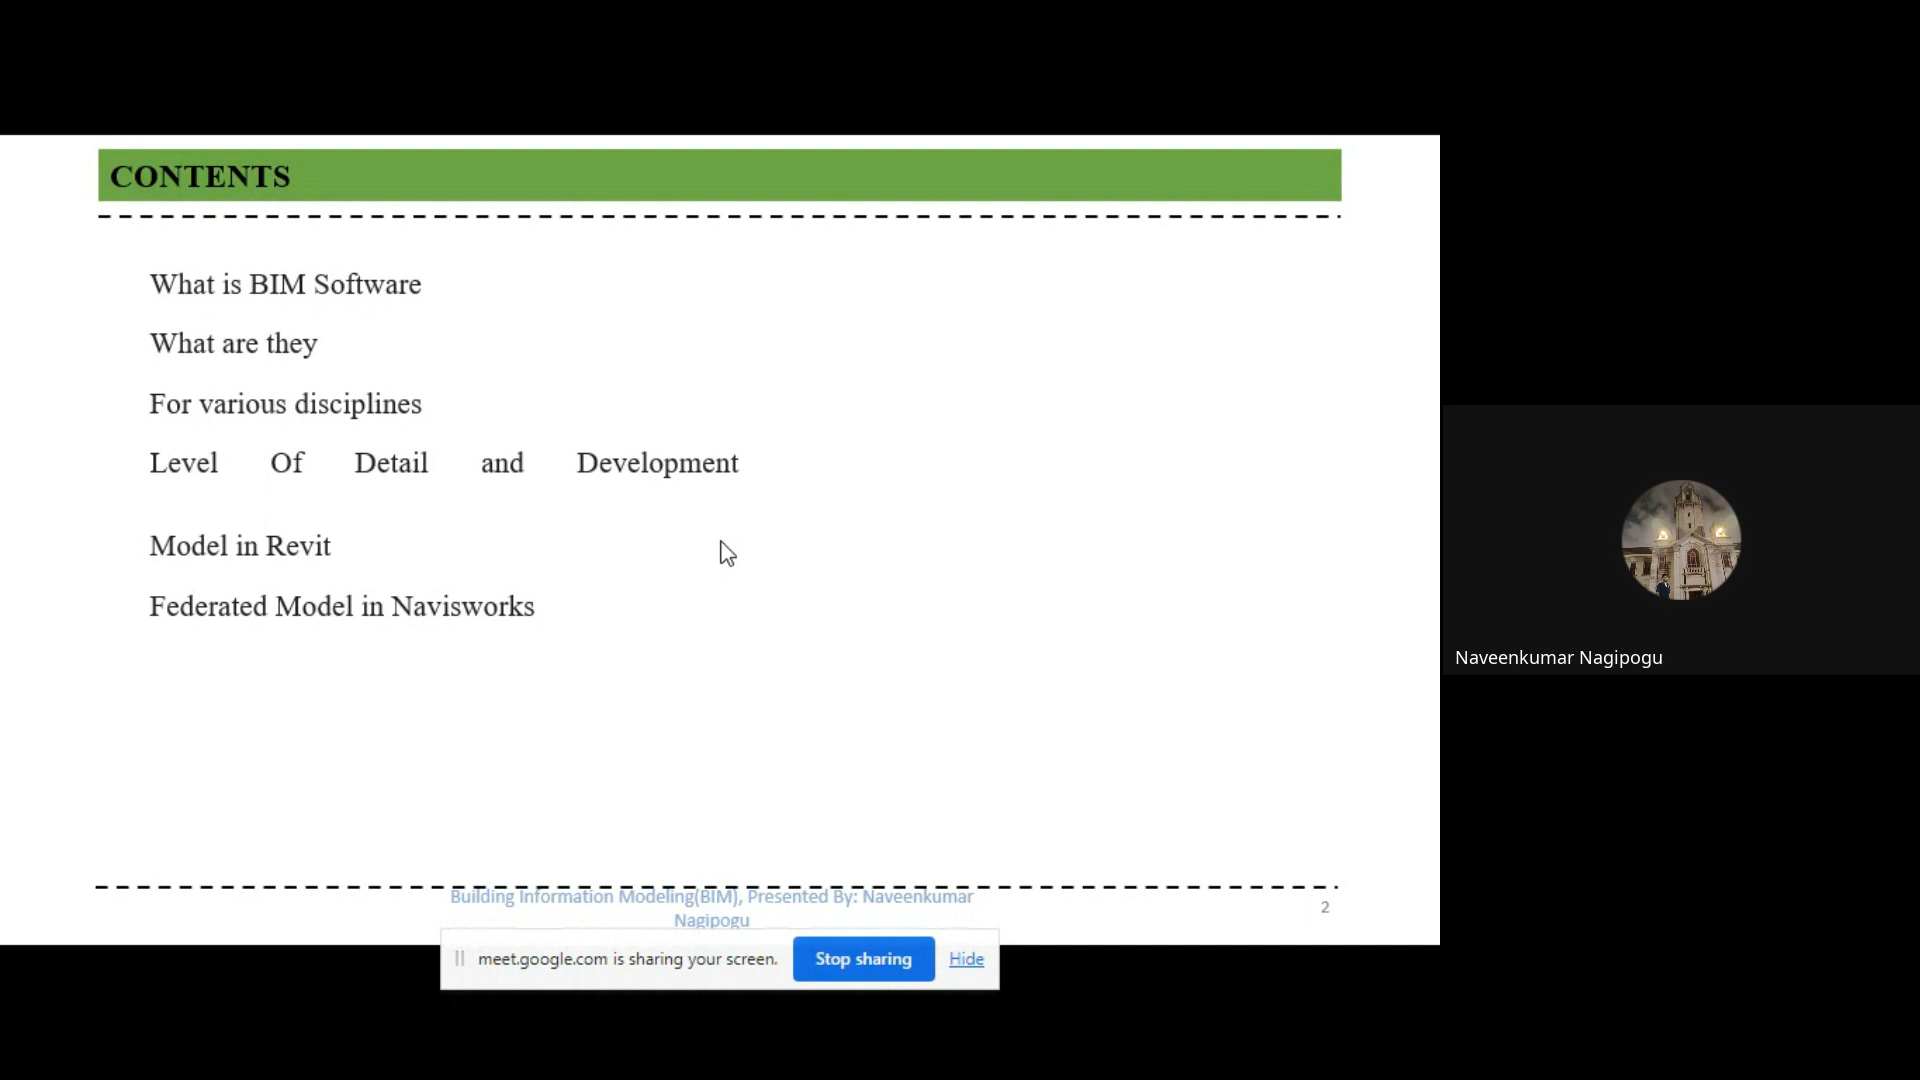 CONTENTS
What is BIM Software
What are they
For various disciplines
Level Of Detail and Development
Model in Revit
Federated Model in Navisworks
Building Information Modeling(BIM), Presented By: Naveenkumar
Nagipogu
2
meet.google.com is sharing your screen.
Stop sharing
Hide
Naveenkumar Nagipogu